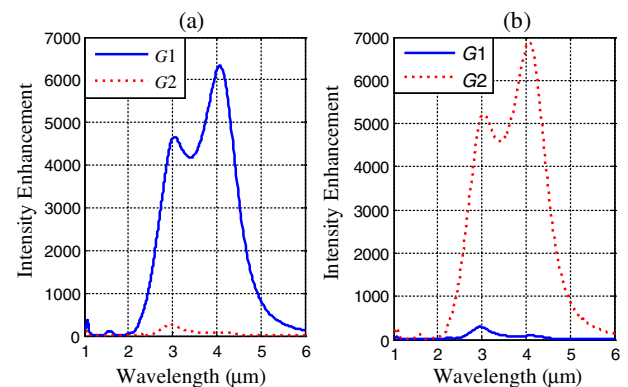 (a)
Intensity Enhancement
7000
6000
5000
4000
3000
2000
1000
0
G1
G2
1 2 3 4 5 6
Wavelength (μm)
(b)
Intensity Enhancement
7000
6000
5000
4000
3000
2000
1000
0
G1
G2
1 2 3 4 5 6
Wavelength (μm)